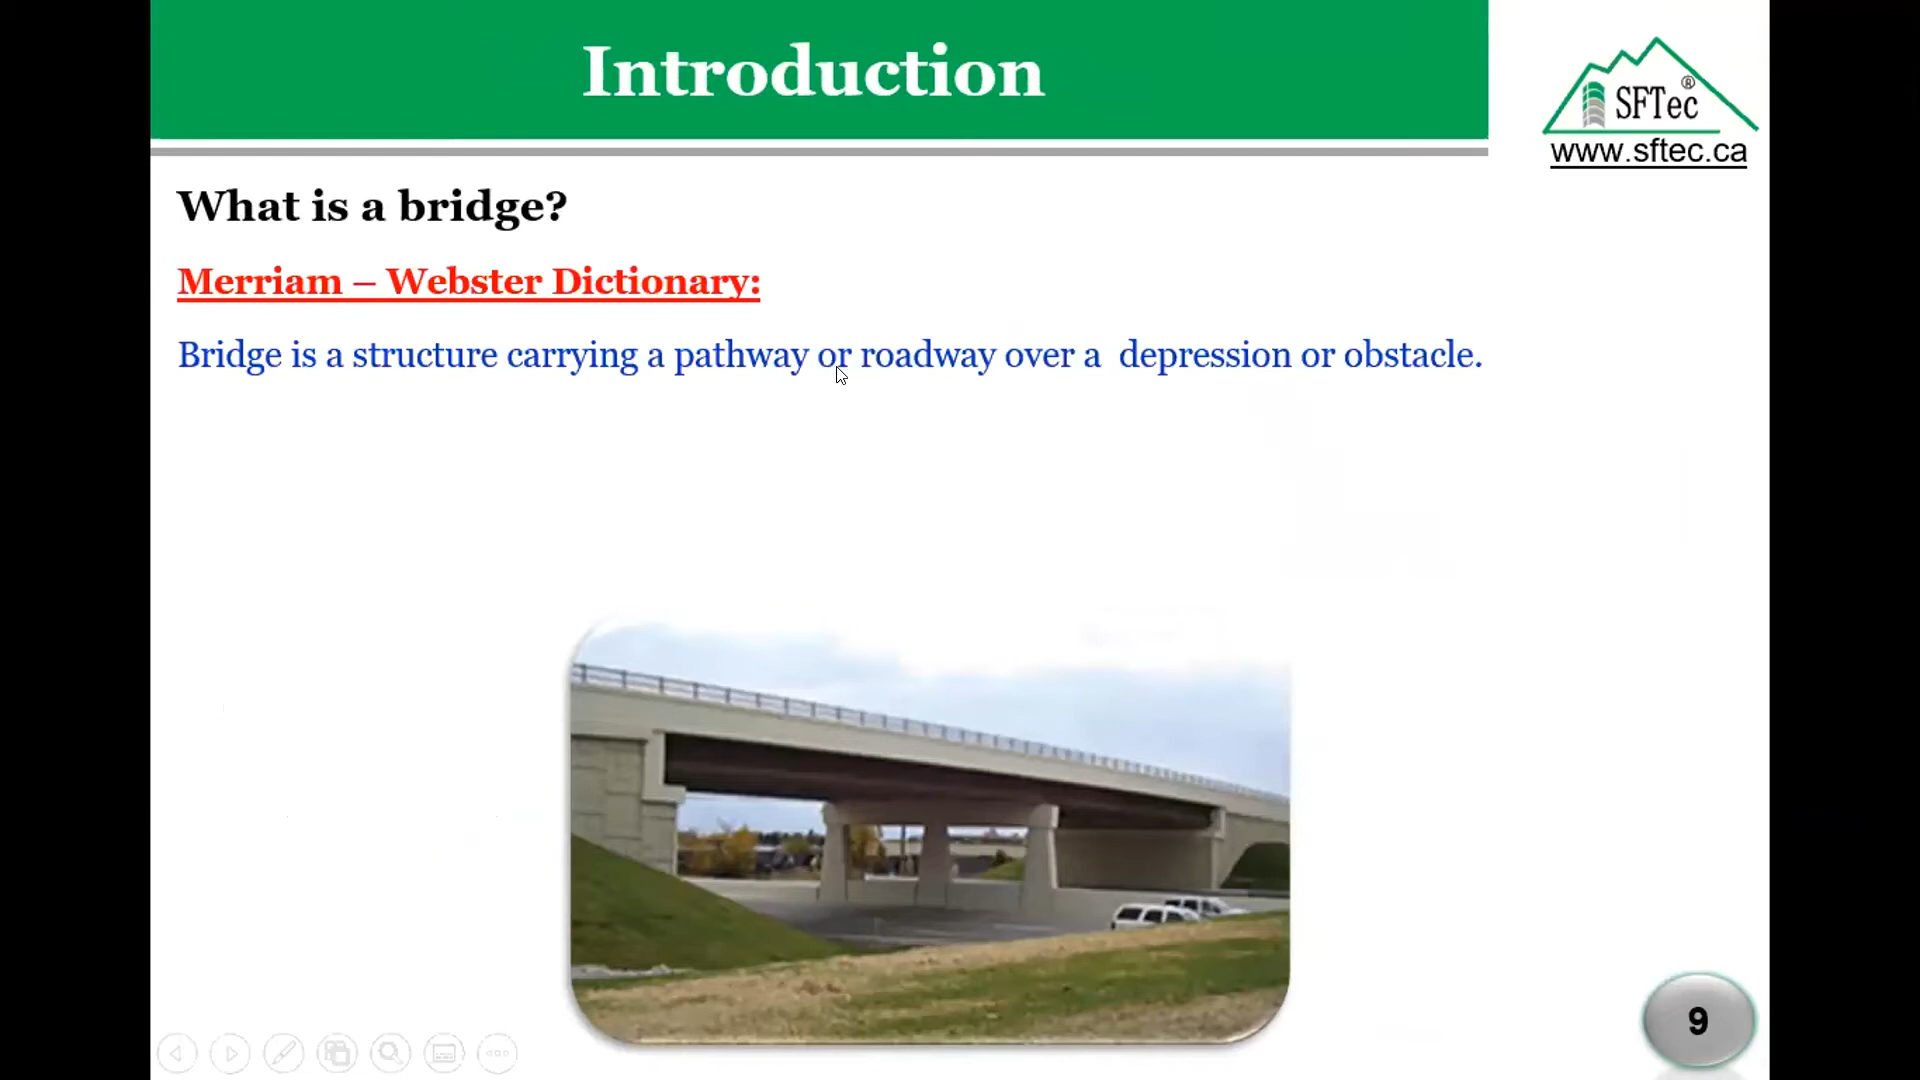 Introduction
SFTec®
www.sftec.ca
What is a bridge?
Merriam – Webster Dictionary:
Bridge is a structure carrying a pathway or roadway over a  depression or obstacle.
9